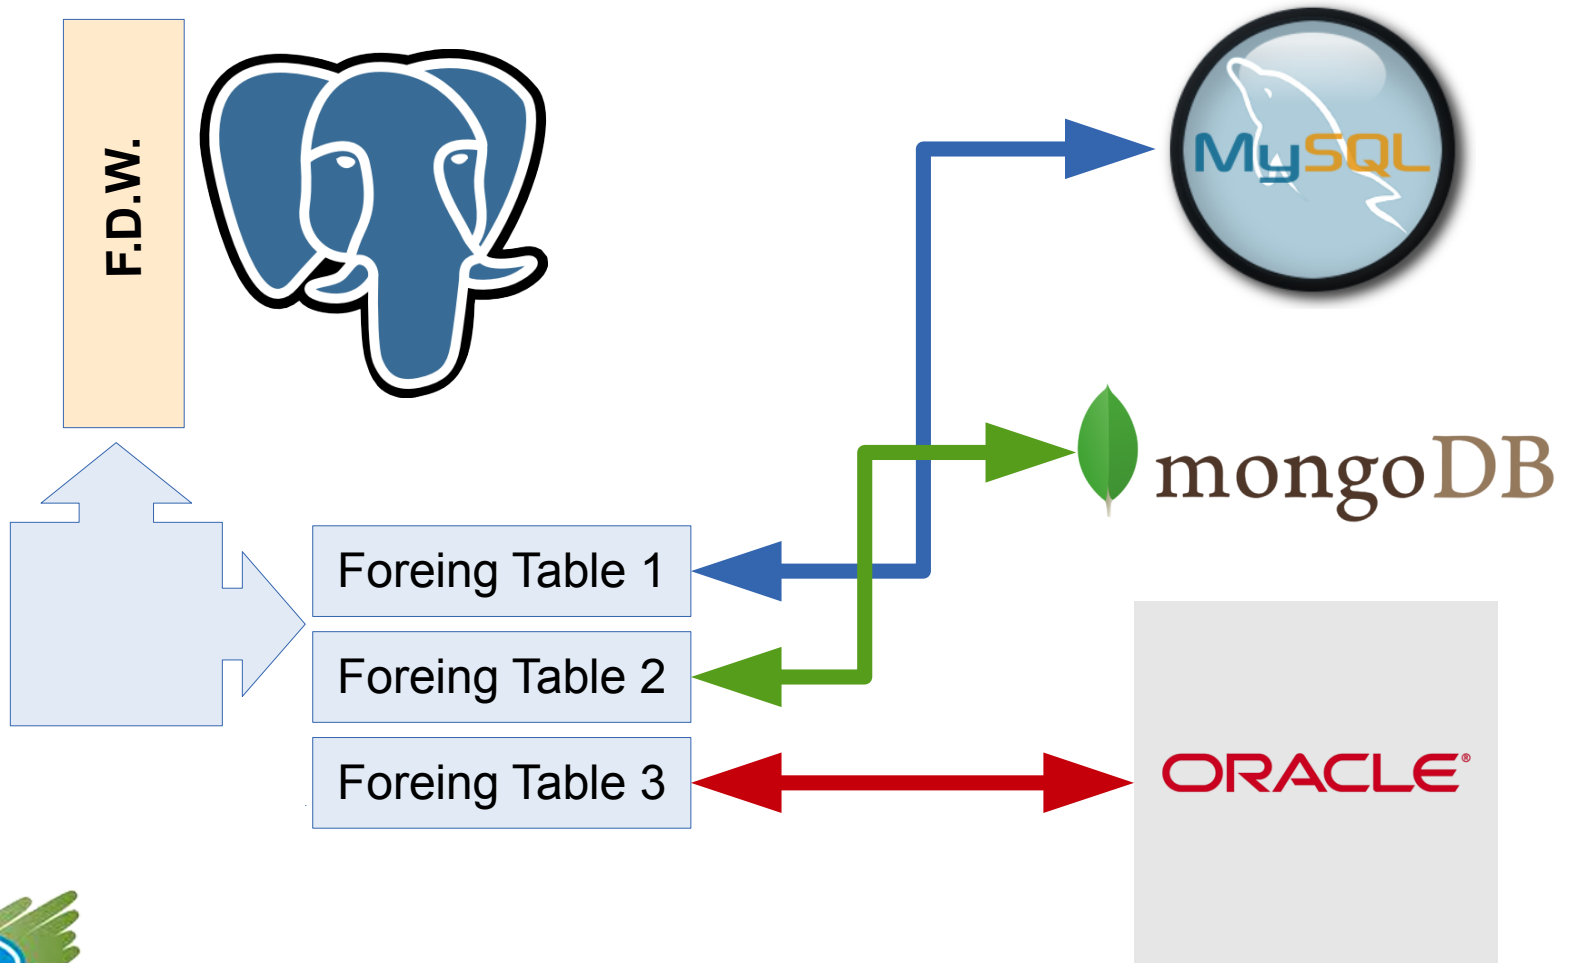 F.D.W.
MySQL
mongoDB
Foreing Table 1
Foreing Table 2
Foreing Table 3
ORACLE®